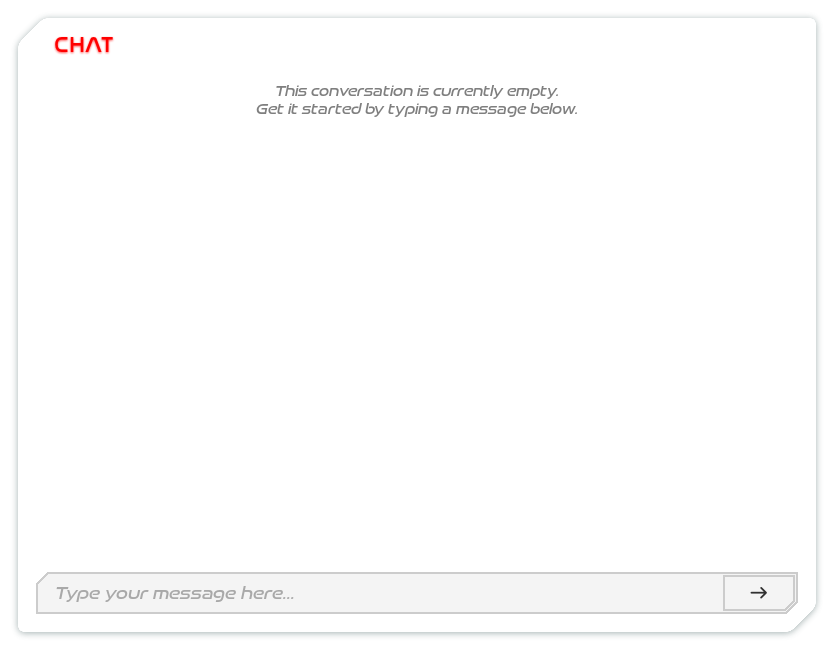 CHAT
This conversation is currently empty.
Get it started by typing a message below.
Type your message here...